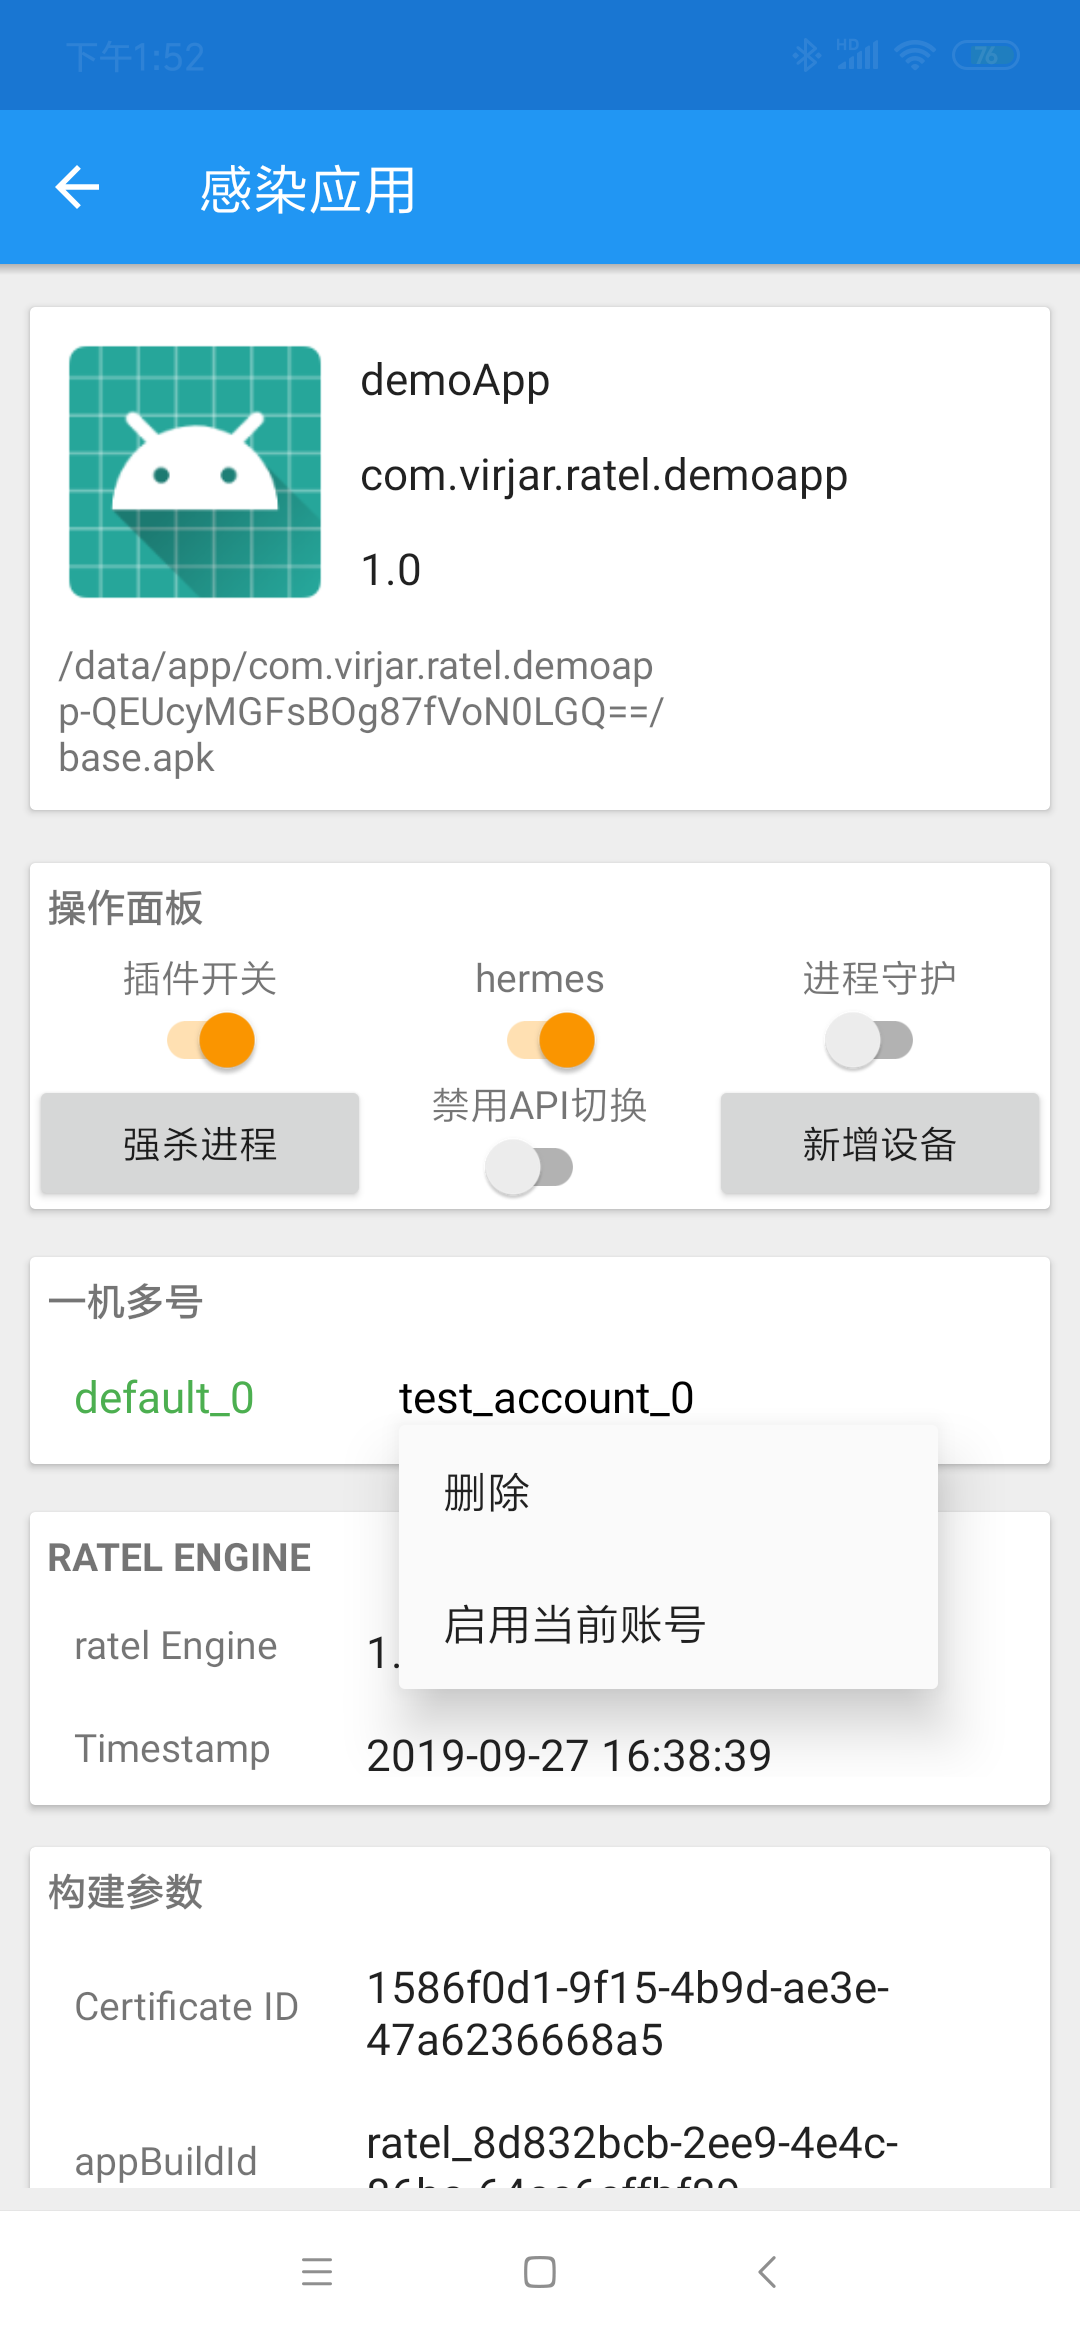 下午1:52
HD
76
感染应用
demoApp
com.virjar.ratel.demoapp
1.0
/data/app/com.virjar.ratel.demoap
p-QEUcyMGFsBOg87fVoN0LGQ==/
base.apk
操作面板
插件开关
hermes
进程守护
强杀进程
禁用API切换
新增设备
一机多号
default_0
test_account_0
删除
启用当前账号
RATEL ENGINE
ratel Engine
1.
Timestamp
2019-09-27 16:38:39
构建参数
Certificate ID
1586f0d1-9f15-4b9d-ae3e-
47a6236668a5
appBuildId
ratel_8d832bcb-2ee9-4e4c-